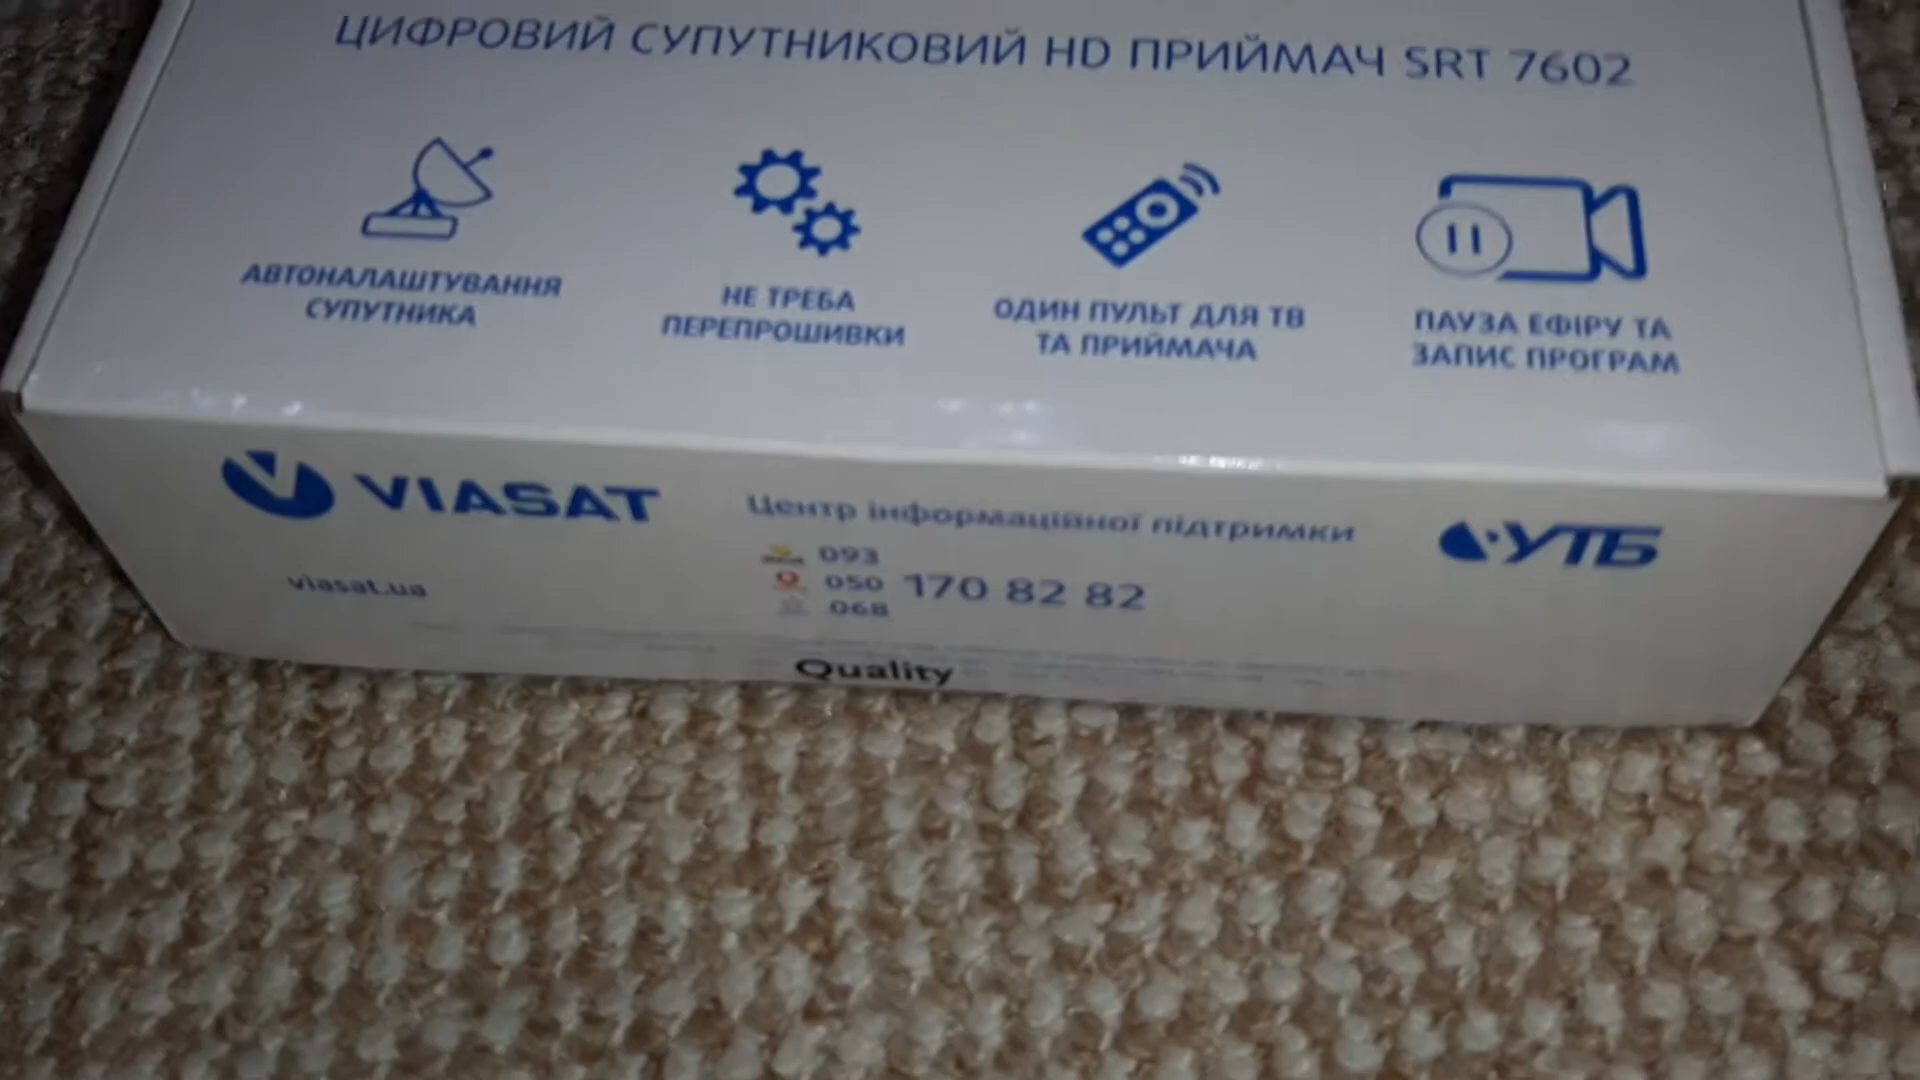 ЦИФРОВИЙ СУПУТНИКОВИЙ HD ПРИЙМАЧ SRT 7602
АВТОНАЛАШТУВАННЯ
СУПУТНИКА
НЕ ТРЕБА
ПЕРЕПРОШИВКИ
ОДИН ПУЛЬТ ДЛЯ ТВ
ТА ПРИЙМАЧА
ПАУЗА ЕФІРУ ТА
ЗАПИС ПРОГРАМ
VIASAT
viasat.ua
Центр інформаційної підтримки
093
050 170 82 82
068
УТБ
Quality